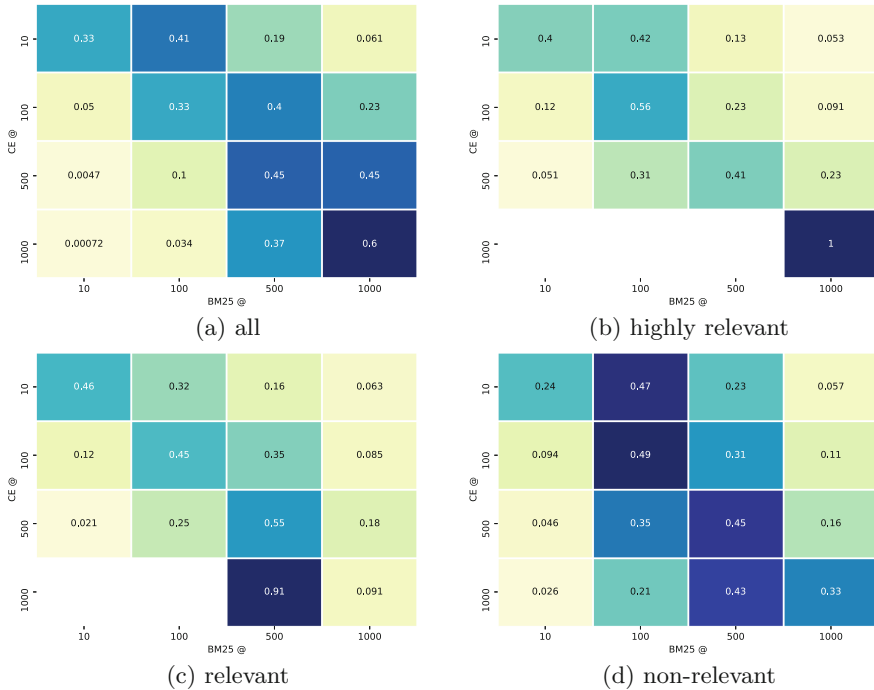 10 0.33 0.41 0.19 0.061
100 0.05 0.33 0.4 0.23
CE @
500 0.0047 0.1 0.45 0.45
1000 0.00072 0.034 0.37 0.6
10 100 500 1000
BM25 @
(a) all
10 0.4 0.42 0.13 0.053
100 0.12 0.56 0.23 0.091
CE @
500 0.051 0.31 0.41 0.23
1000 1
10 100 500 1000
BM25 @
(b) highly relevant
10 0.46 0.32 0.16 0.063
100 0.12 0.45 0.35 0.085
CE @
500 0.021 0.25 0.55 0.18
1000 0.91 0.091
10 100 500 1000
BM25 @
(c) relevant
10 0.24 0.47 0.23 0.057
100 0.094 0.49 0.31 0.11
CE @
500 0.046 0.35 0.45 0.16
1000 0.026 0.21 0.43 0.33
10 100 500 1000
BM25 @
(d) non-relevant